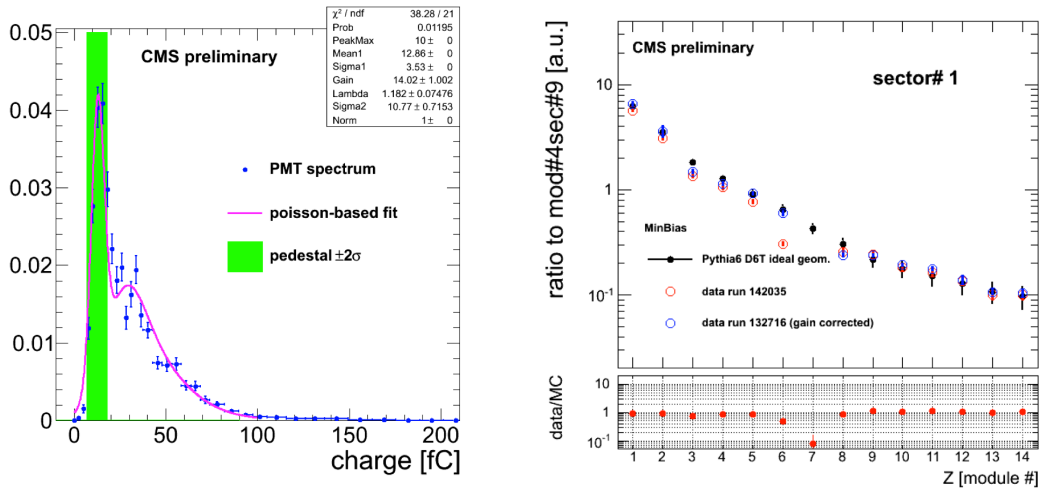 χ² / ndf 38.28 / 21
Prob 0.01195
PeakMax 10 ± 0
Mean1 12.86 ± 0
Sigma1 3.53 ± 0
Gain 14.02 ± 1.002
Lambda 1.182 ± 0.07476
Sigma2 10.77 ± 0.7153
Norm 1 ± 0
CMS preliminary
PMT spectrum
poisson-based fit
pedestal ±2σ
0.05
0.04
0.03
0.02
0.01
0
0 50 100 150 200
charge [fC]
ratio to mod#4sec#9 [a.u.]
CMS preliminary
sector# 1
10
1
10⁻¹
MinBias
Pythia6 D6T ideal geom.
data run 142035
data run 132716 (gain corrected)
data/MC
10
1
10⁻¹
1 2 3 4 5 6 7 8 9 10 11 12 13 14
Z [module #]